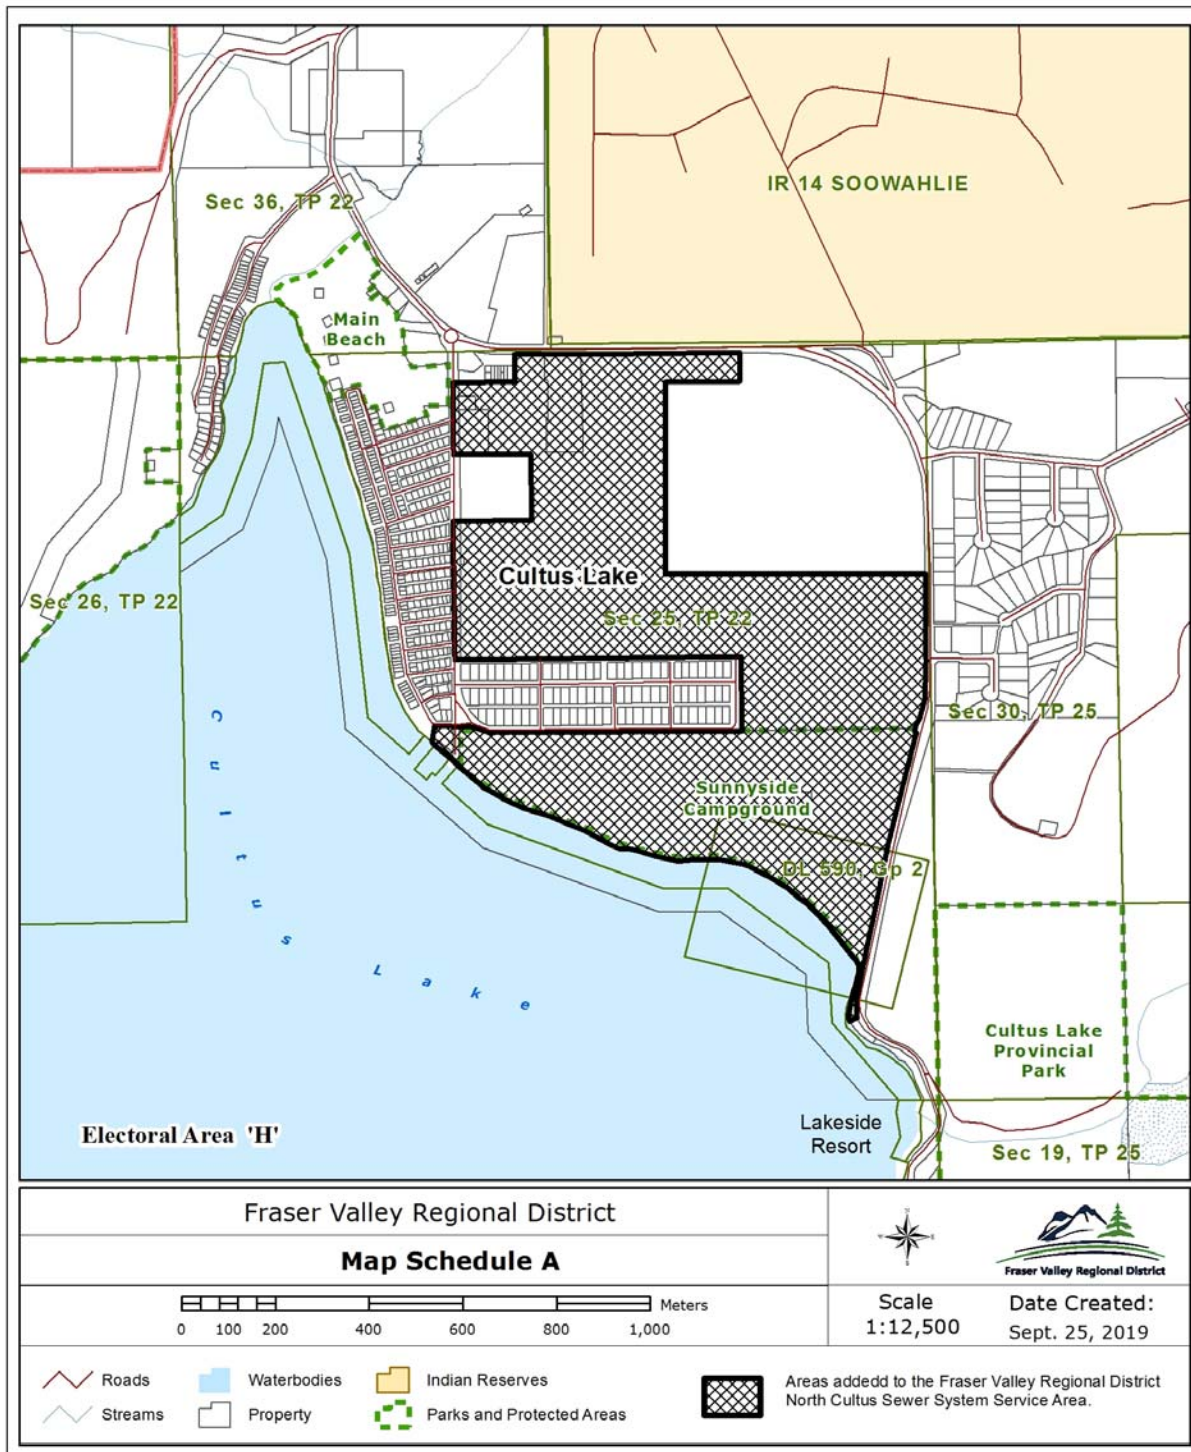 IR 14 SOOWAHLIE
Sec 36, TP 22
Main
Beach
Cultus Lake
Sec 26, TP 22
Sec 25, TP 22
Sec 30, TP 25
Cultus Lake
Sunnyside
Campground
DL 590, Gp 2
Cultus Lake
Provincial
Park
Electoral Area 'H'
Lakeside
Resort
Sec 19, TP 25
Fraser Valley Regional District
Map Schedule A
0 100 200 400 600 800 1,000 Meters
N
W E
S
Fraser Valley Regional District
Scale
1:12,500
Date Created:
Sept. 25, 2019
Roads
Waterbodies
Indian Reserves
Streams
Property
Parks and Protected Areas
Areas addedd to the Fraser Valley Regional District
North Cultus Sewer System Service Area.